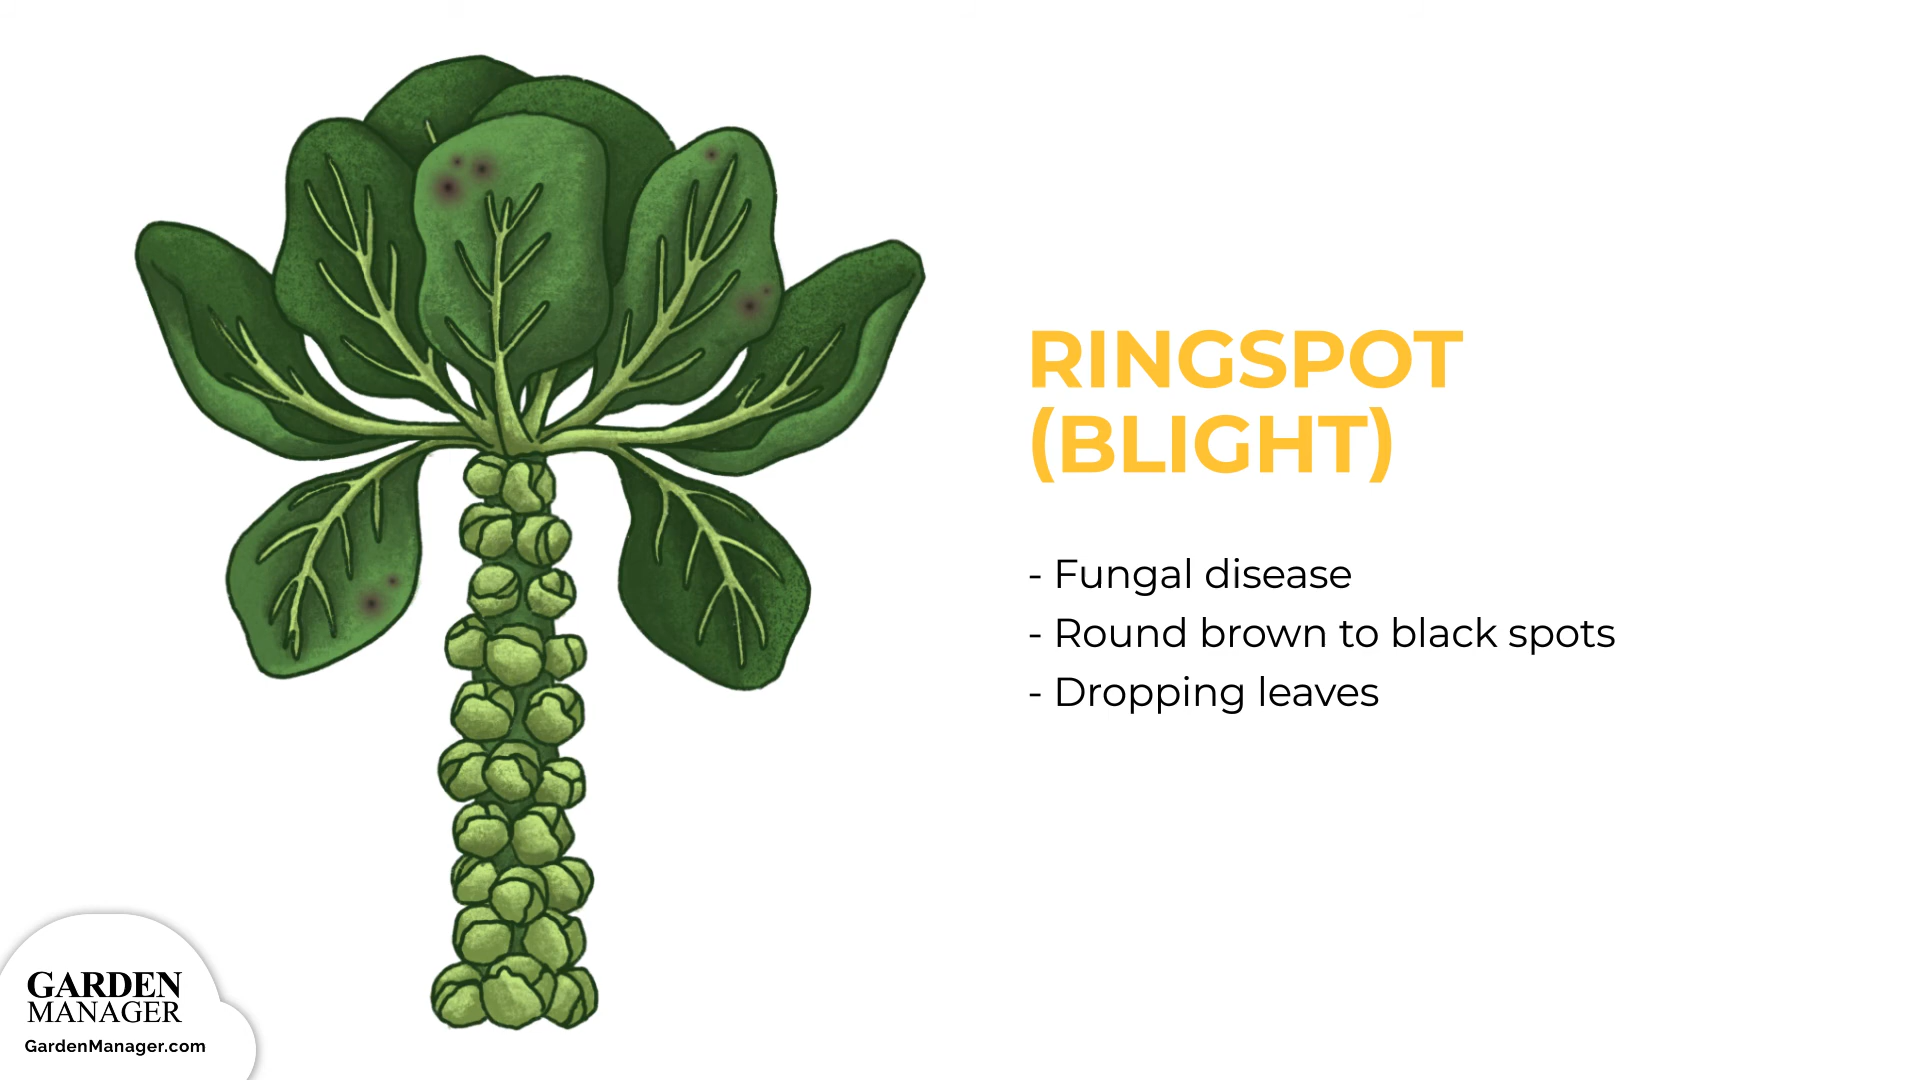 RINGSPOT
(BLIGHT)
- Fungal disease
- Round brown to black spots
- Dropping leaves
GARDEN
MANAGER
GardenManager.com